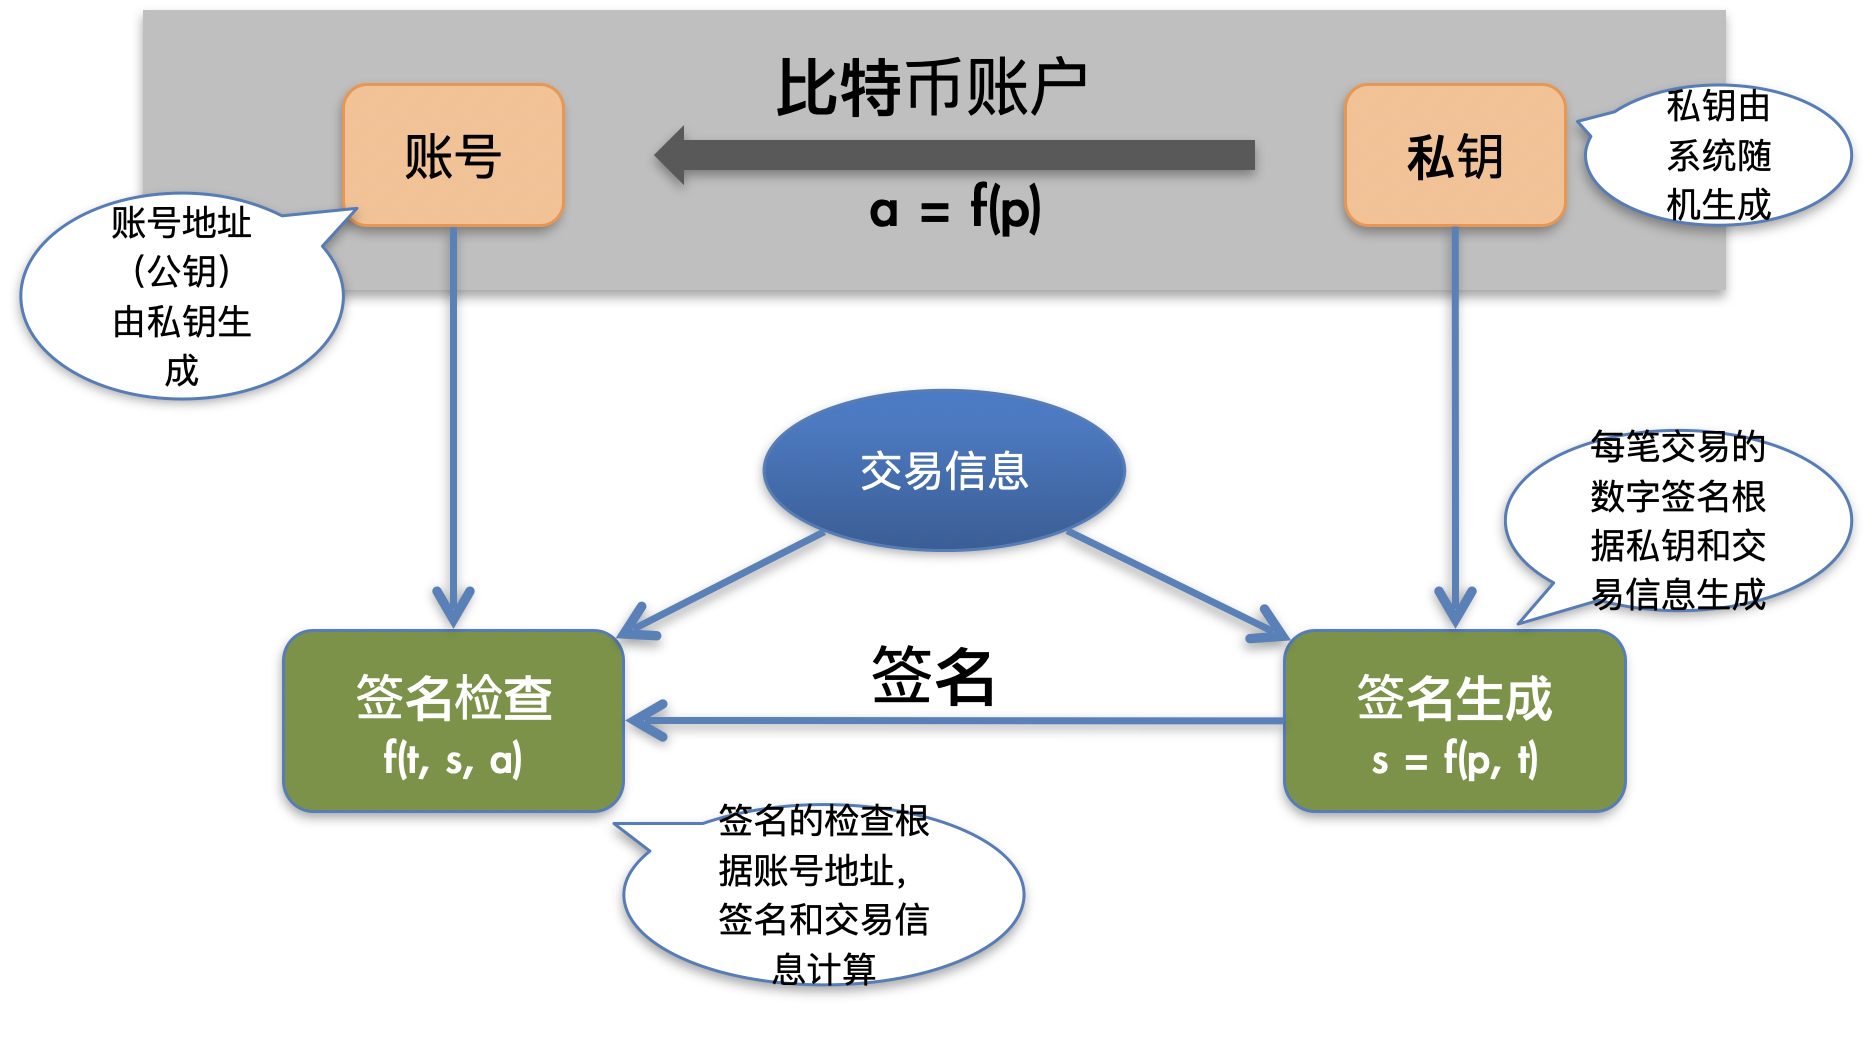 比特币账户
账号
私钥
a = f(p)
私钥由
系统随
机生成
账号地址
（公钥）
由私钥生
成
交易信息
每笔交易的
数字签名根
据私钥和交
易信息生成
签名
签名检查
f(t, s, a)
签名生成
s = f(p, t)
签名的检查根
据账号地址，
签名和交易信
息计算